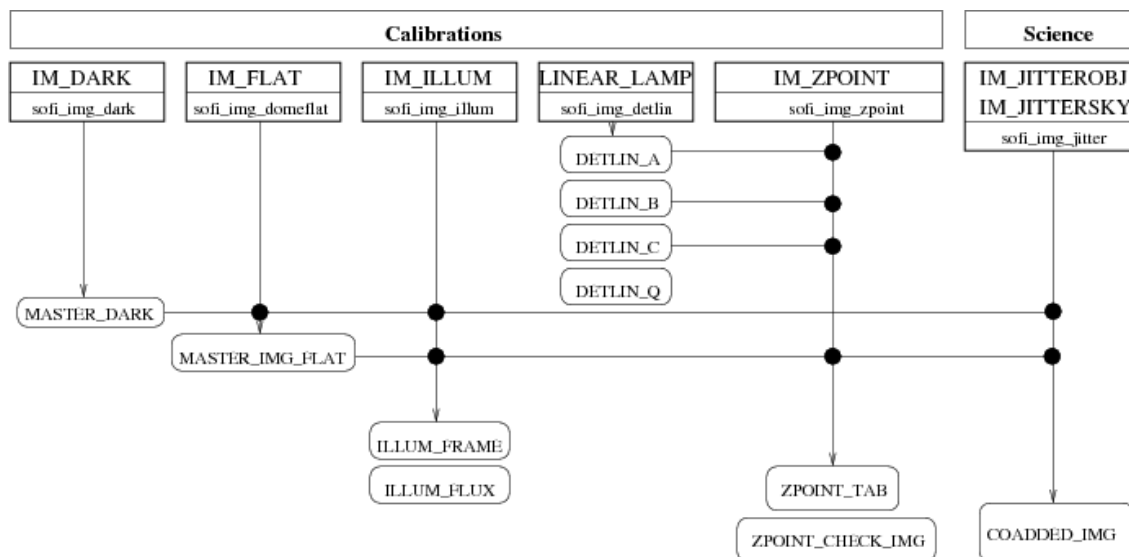 Calibrations
Science
IM_DARK
sofi_img_dark
IM_FLAT
sofi_img_domeflat
IM_ILLUM
sofi_img_illum
LINEAR_LAMP
sofi_img_detlin
IM_ZPOINT
sofi_img_zpoint
IM_JITTEROBJ
IM_JITTERSKY
sofi_img_jitter
DETLIN_A
DETLIN_B
DETLIN_C
DETLIN_Q
MASTER_DARK
MASTER_IMG_FLAT
ILLUM_FRAME
ILLUM_FLUX
ZPOINT_TAB
ZPOINT_CHECK_IMG
COADDED_IMG